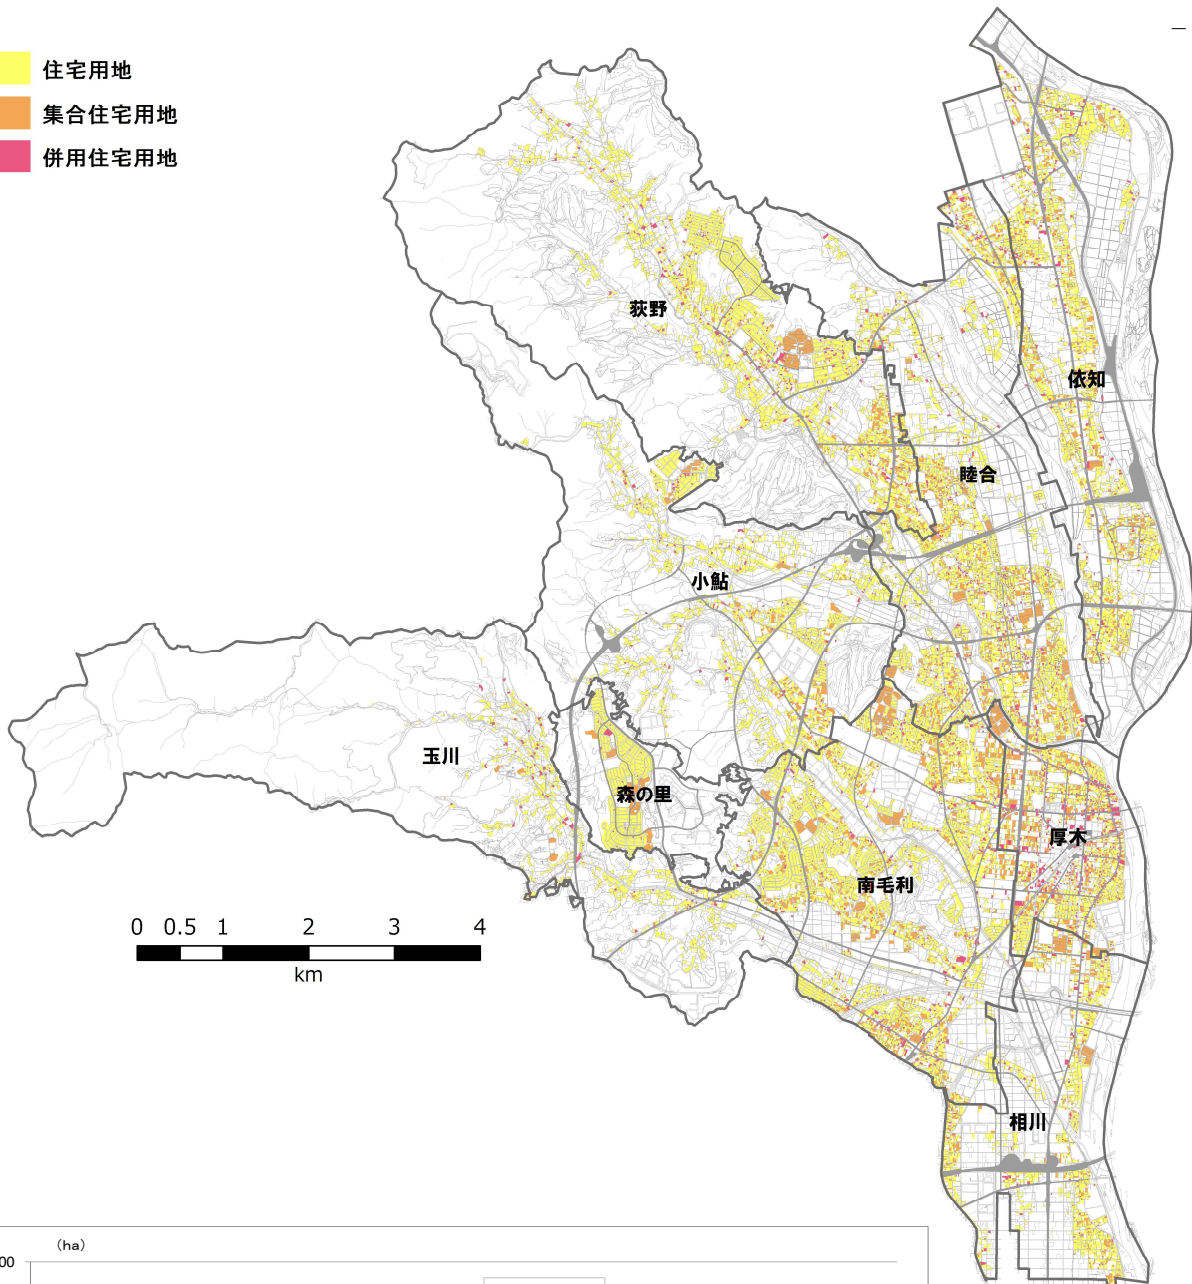 住宅用地
集合住宅用地
併用住宅用地
荻野
依知
睦合
小鮎
玉川
森の里
厚木
南毛利
相川
0 0.5 1 2 3 4
km
（ha）
00